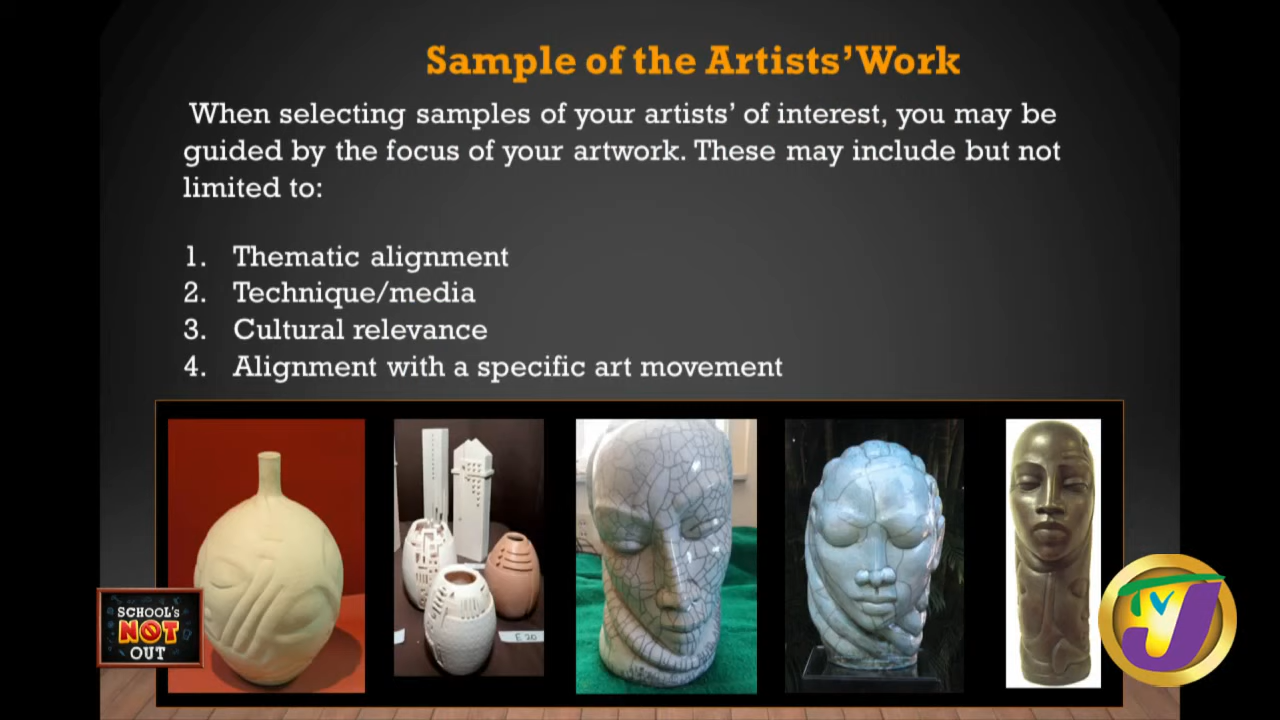 Sample of the Artists' Work
When selecting samples of your artists' of interest, you may be
guided by the focus of your artwork. These may include but not
limited to:
1. Thematic alignment
2. Technique/media
3. Cultural relevance
4. Alignment with a specific art movement
E 20
SCHOOL'S
NOT
OUT
TVJ